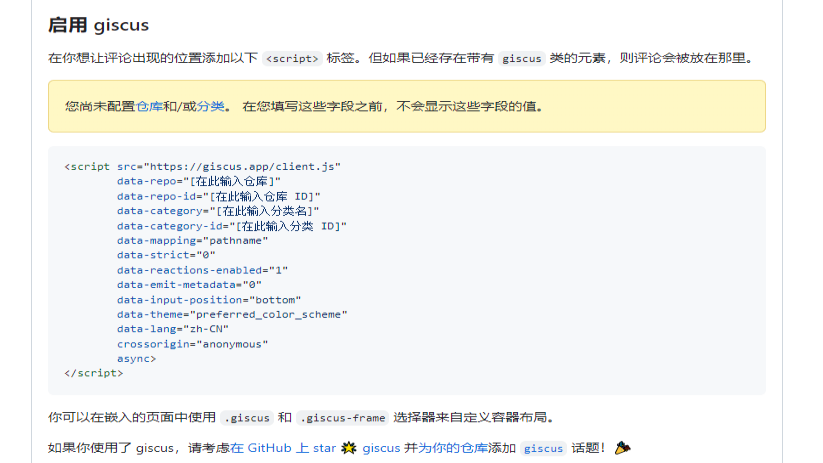 启用 giscus
在你想让评论出现的位置添加以下 <script> 标签。但如果已经存在带有 giscus 类的元素，则评论会被放在那里。
您尚未配置仓库和/或分类。 在您填写这些字段之前，不会显示这些字段的值。
<script src="https://giscus.app/client.js"
data-repo="[在此输入仓库]"
data-repo-id="[在此输入仓库 ID]"
data-category="[在此输入分类名]"
data-category-id="[在此输入分类 ID]"
data-mapping="pathname"
data-strict="0"
data-reactions-enabled="1"
data-emit-metadata="0"
data-input-position="bottom"
data-theme="preferred_color_scheme"
data-lang="zh-CN"
crossorigin="anonymous"
async>
</script>
你可以在嵌入的页面中使用 .giscus 和 .giscus-frame 选择器来自定义容器布局。
如果你使用了 giscus，请考虑在 GitHub 上 star 🌟 giscus 并为你的仓库添加 giscus 话题！🎉